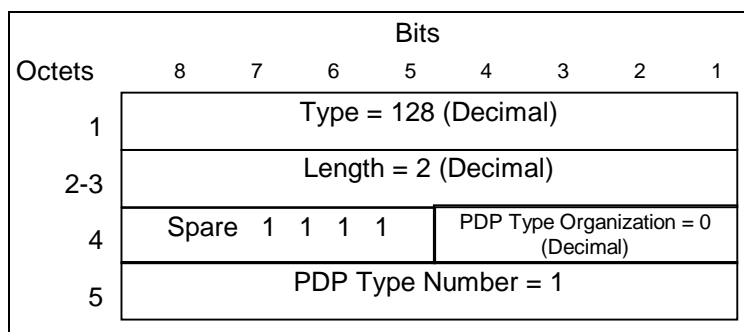 Bits
Octets 8 7 6 5 4 3 2 1
1 Type = 128 (Decimal)
2-3 Length = 2 (Decimal)
4 Spare 1 1 1 1 PDP Type Organization = 0
(Decimal)
5 PDP Type Number = 1